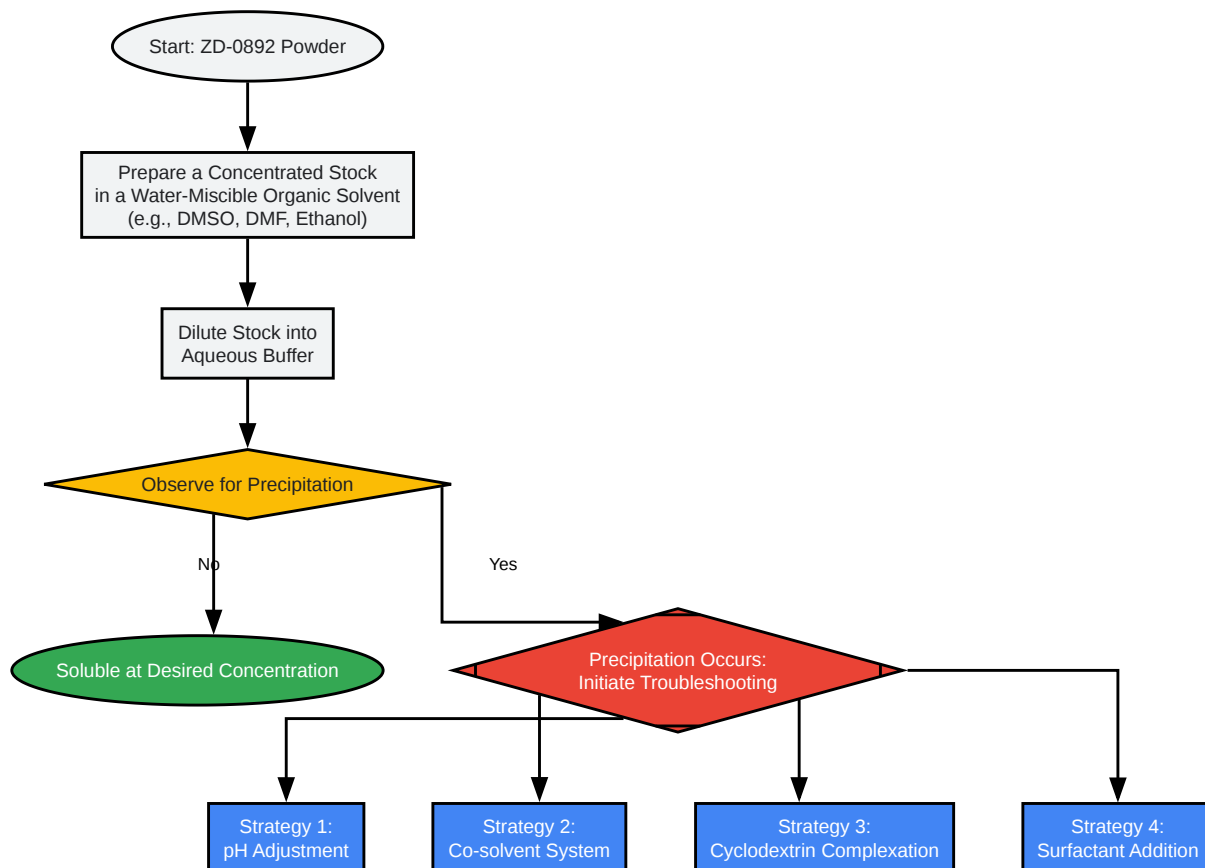 Start: ZD-0892 Powder
Prepare a Concentrated Stock
in a Water-Miscible Organic Solvent
(e.g., DMSO, DMF, Ethanol)
Dilute Stock into
Aqueous Buffer
Observe for Precipitation
No
Yes
Soluble at Desired Concentration
Precipitation Occurs:
Initiate Troubleshooting
Strategy 1:
pH Adjustment
Strategy 2:
Co-solvent System
Strategy 3:
Cyclodextrin Complexation
Strategy 4:
Surfactant Addition